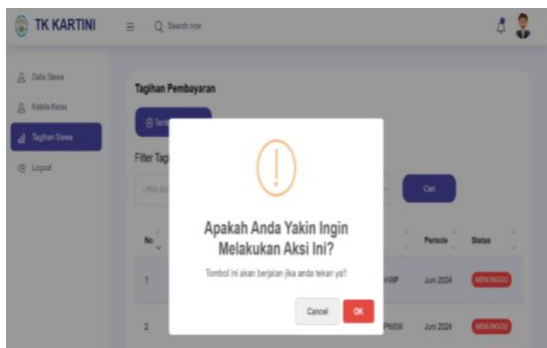 TK KARTINI
Search now
Data Siswa
Kelola Kelas
Tagihan Siswa
Logout
Tagihan Pembayaran
Filter Tag
Cari
Apakah Anda Yakin Ingin
Melakukan Aksi Ini?
Tombol ini akan berjalan jika anda tekan ya!!
Cancel
OK
No
Periode
Status
1
Juni 2024
MENUNGGU
2
Juni 2024
MENUNGGU